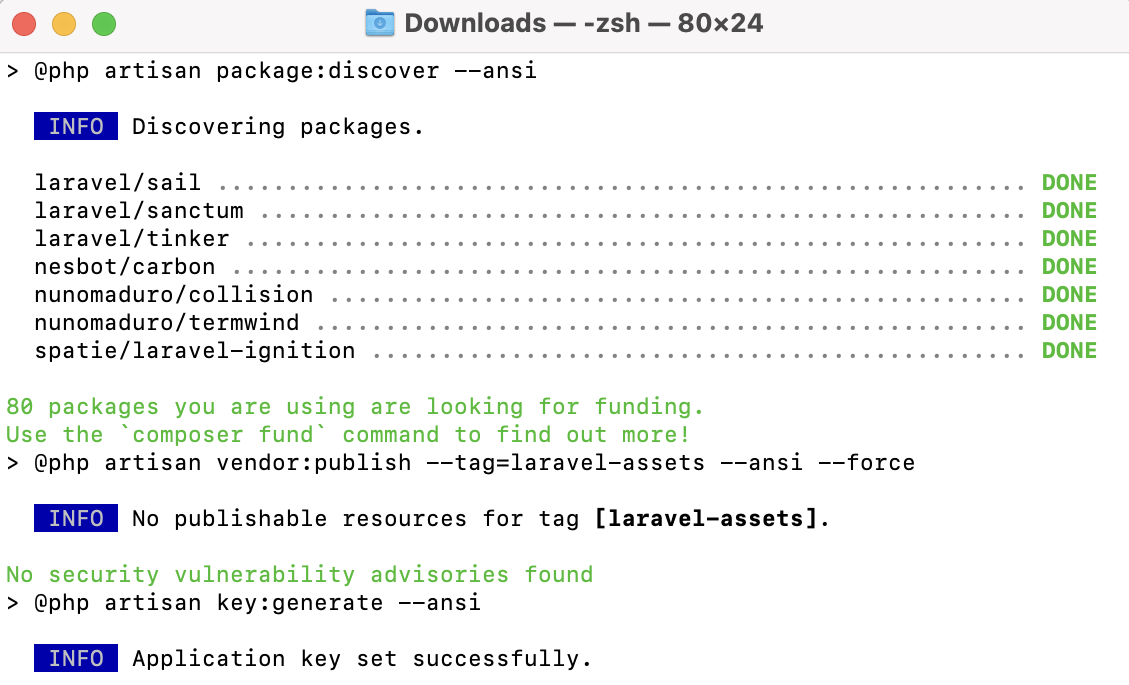 Downloads — -zsh — 80×24
> @php artisan package:discover --ansi
INFO Discovering packages.
laravel/sail .......................................................... DONE
laravel/sanctum ....................................................... DONE
laravel/tinker ........................................................ DONE
nesbot/carbon ......................................................... DONE
nunomaduro/collision .................................................. DONE
nunomaduro/termwind ................................................... DONE
spatie/laravel-ignition ............................................... DONE
80 packages you are using are looking for funding.
Use the `composer fund` command to find out more!
> @php artisan vendor:publish --tag=laravel-assets --ansi --force
INFO No publishable resources for tag [laravel-assets].
No security vulnerability advisories found
> @php artisan key:generate --ansi
INFO Application key set successfully.